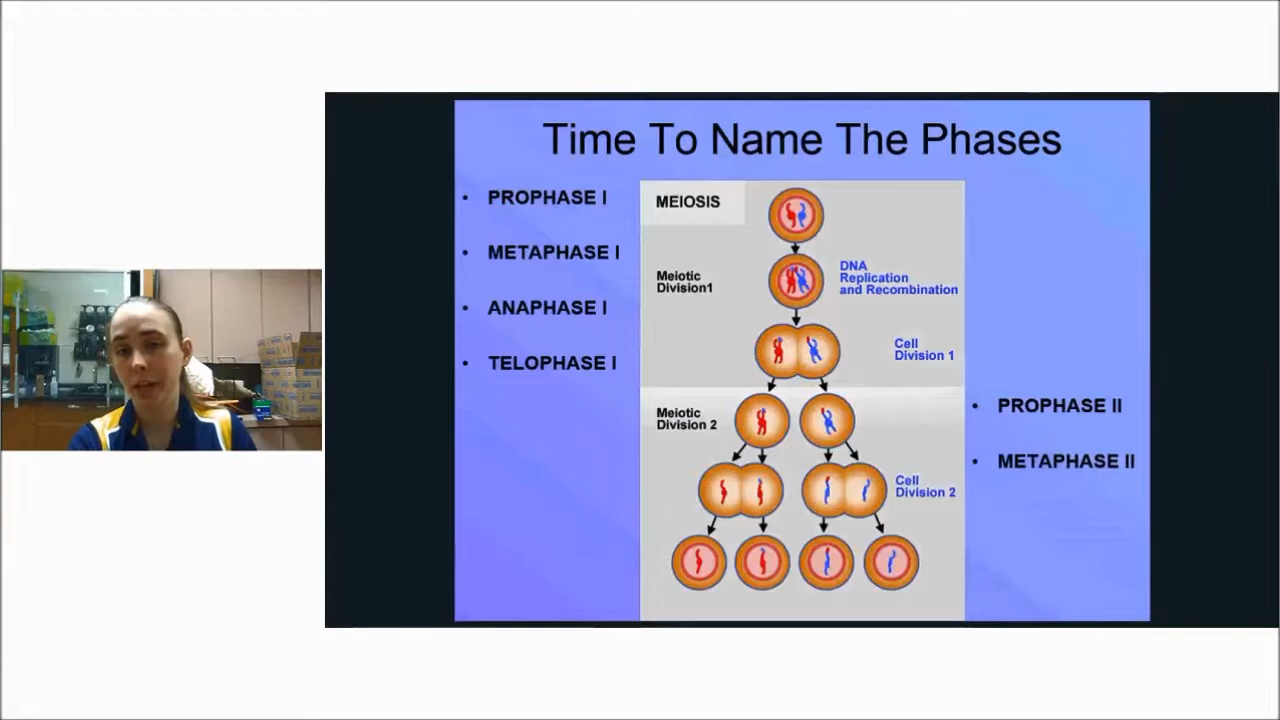 Time To Name The Phases
• PROPHASE I
• METAPHASE I
• ANAPHASE I
• TELOPHASE I
MEIOSIS
Meiotic
Division1
DNA
Replication
and Recombination
Cell
Division 1
Meiotic
Division 2
Cell
Division 2
• PROPHASE II
• METAPHASE II